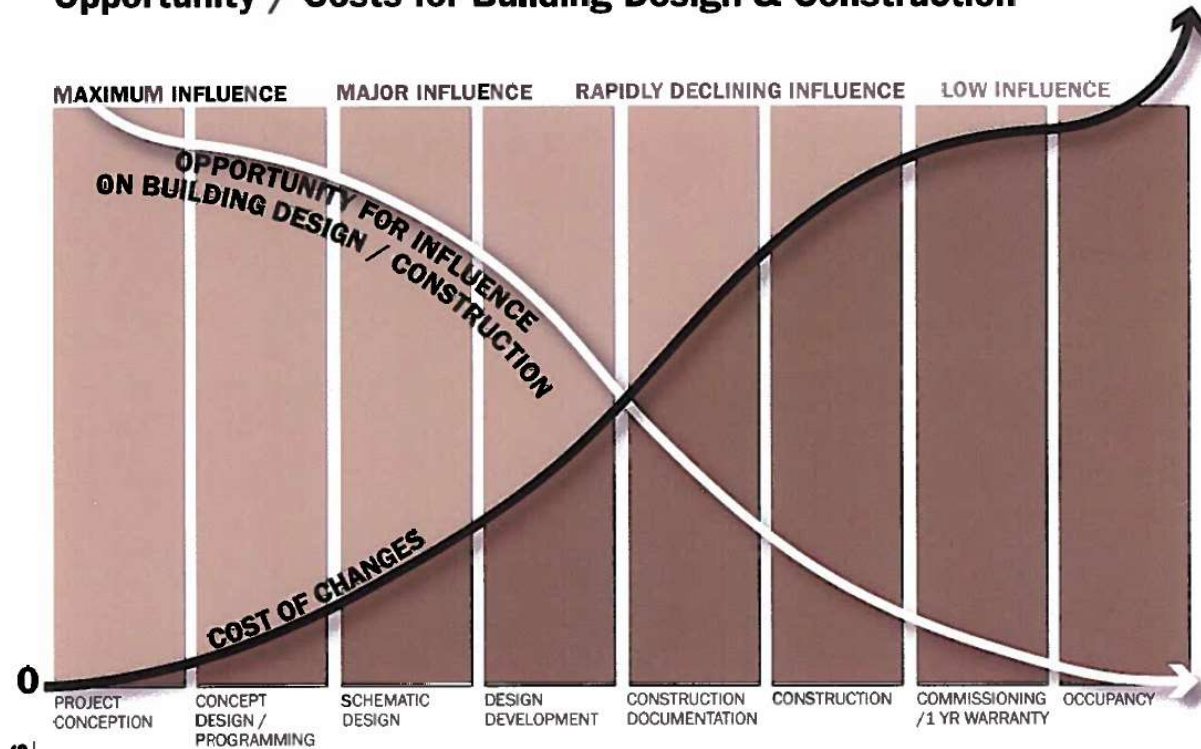 Opportunity / Costs for Building Design & Construction
MAXIMUM INFLUENCE
MAJOR INFLUENCE
RAPIDLY DECLINING INFLUENCE
LOW INFLUENCE
OPPORTUNITY FOR INFLUENCE
ON BUILDING DESIGN / CONSTRUCTION
COST OF CHANGES
0
PROJECT
CONCEPTION
CONCEPT
DESIGN /
PROGRAMMING
SCHEMATIC
DESIGN
DESIGN
DEVELOPMENT
CONSTRUCTION
DOCUMENTATION
CONSTRUCTION
COMMISSIONING
/1 YR WARRANTY
OCCUPANCY